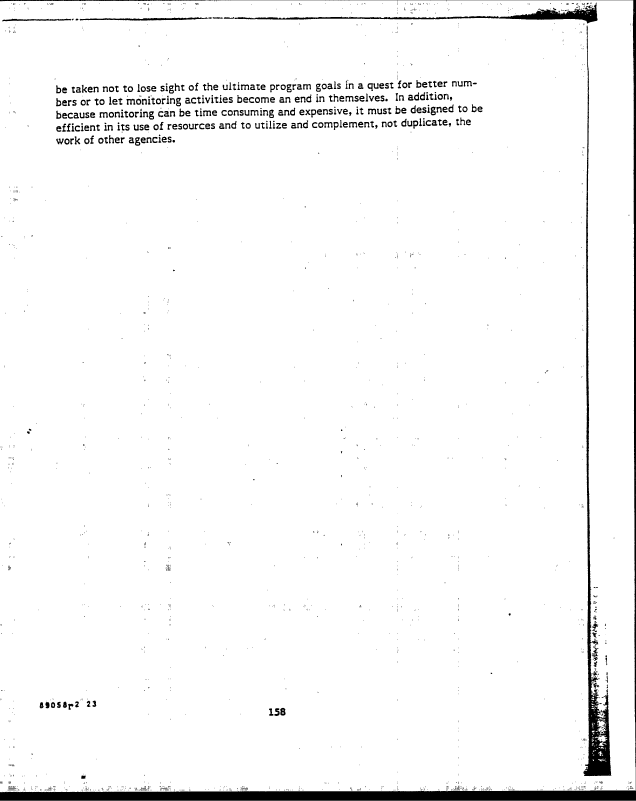 be taken not to lose sight of the ultimate program goals in a quest for better num-
bers or to let monitoring activities become an end in themselves. In addition,
because monitoring can be time consuming and expensive, it must be designed to be
efficient in its use of resources and to utilize and complement, not duplicate, the
work of other agencies.
89058r2 23
158